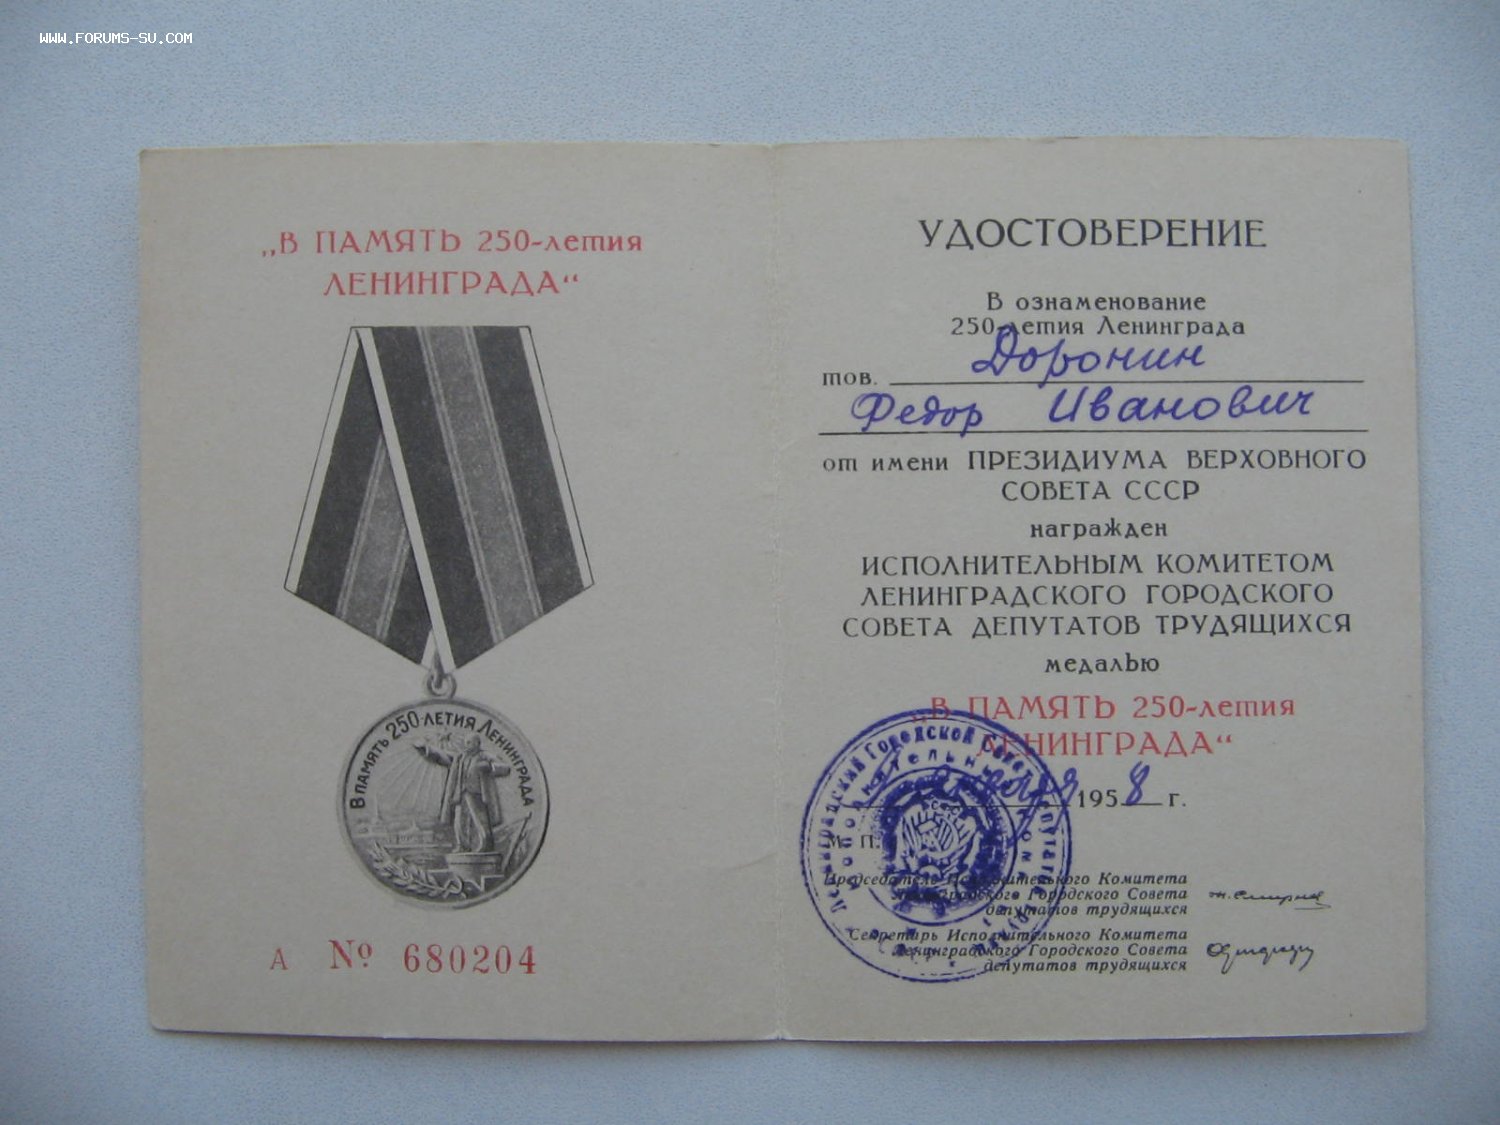 www.forums-su.com
„В ПАМЯТЬ 250-летия
ЛЕНИНГРАДА“
В ПАМЯТЬ 250-ЛЕТИЯ ЛЕНИНГРАДА
А № 680204
УДОСТОВЕРЕНИЕ
В ознаменование
250-летия Ленинграда
тов. Доронин
Федор Иванович
от имени ПРЕЗИДИУМА ВЕРХОВНОГО
СОВЕТА СССР
награжден
ИСПОЛНИТЕЛЬНЫМ КОМИТЕТОМ
ЛЕНИНГРАДСКОГО ГОРОДСКОГО
СОВЕТА ДЕПУТАТОВ ТРУДЯЩИХСЯ
медалью
„В ПАМЯТЬ 250-летия
ЛЕНИНГРАДА“
1958 г.
М. П.
Председатель Исполнительного Комитета
Ленинградского Городского Совета
депутатов трудящихся
Секретарь Исполнительного Комитета
Ленинградского Городского Совета
депутатов трудящихся